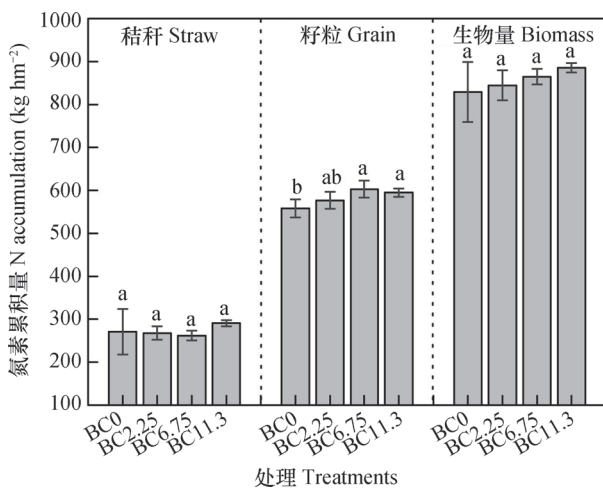 秸秆 Straw
籽粒 Grain
生物量 Biomass
氮素累积量 N accumulation (kg hm⁻²)
1000
900
800
700
600
500
400
300
200
100
a
a
a
a
b
ab
a
a
a
a
a
a
BC0
BC2.25
BC6.75
BC11.3
BC0
BC2.25
BC6.75
BC11.3
BC0
BC2.25
BC6.75
BC11.3
处理 Treatments